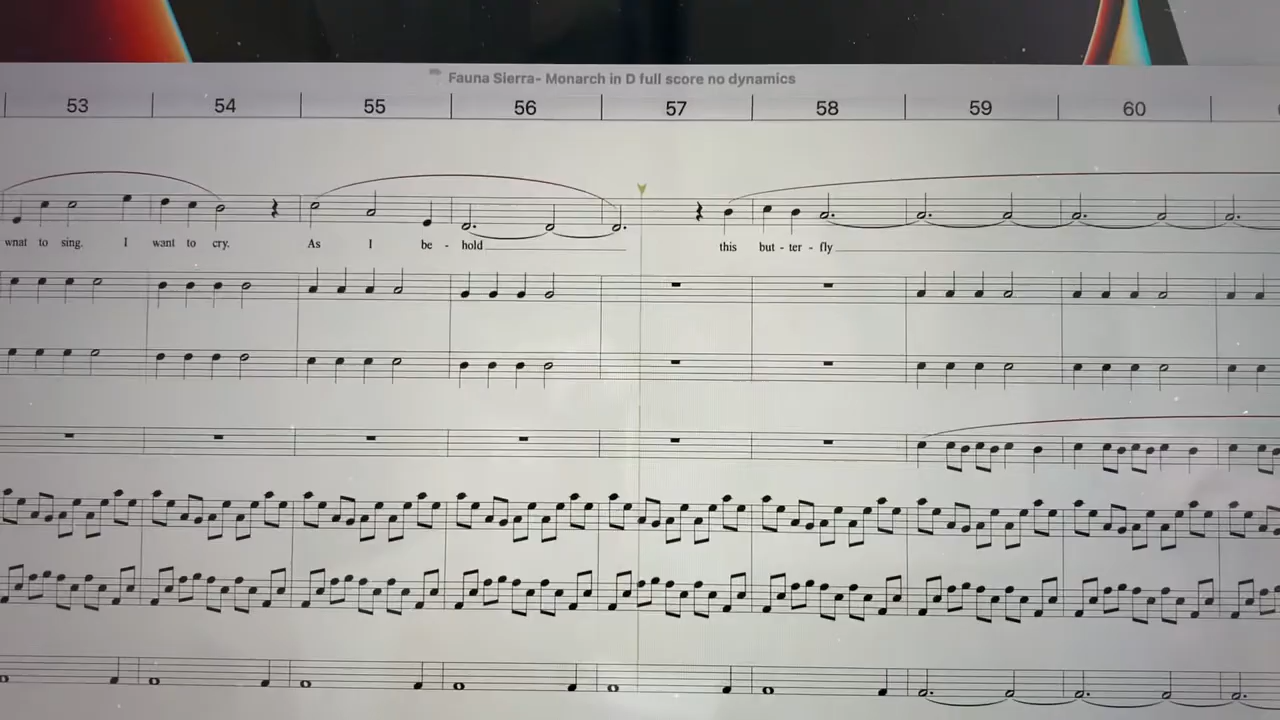 Fauna Sierra- Monarch in D full score no dynamics
53 54 55 56 57 58 59 60
to sing. I want to cry. As I be - hold this but - ter - fly